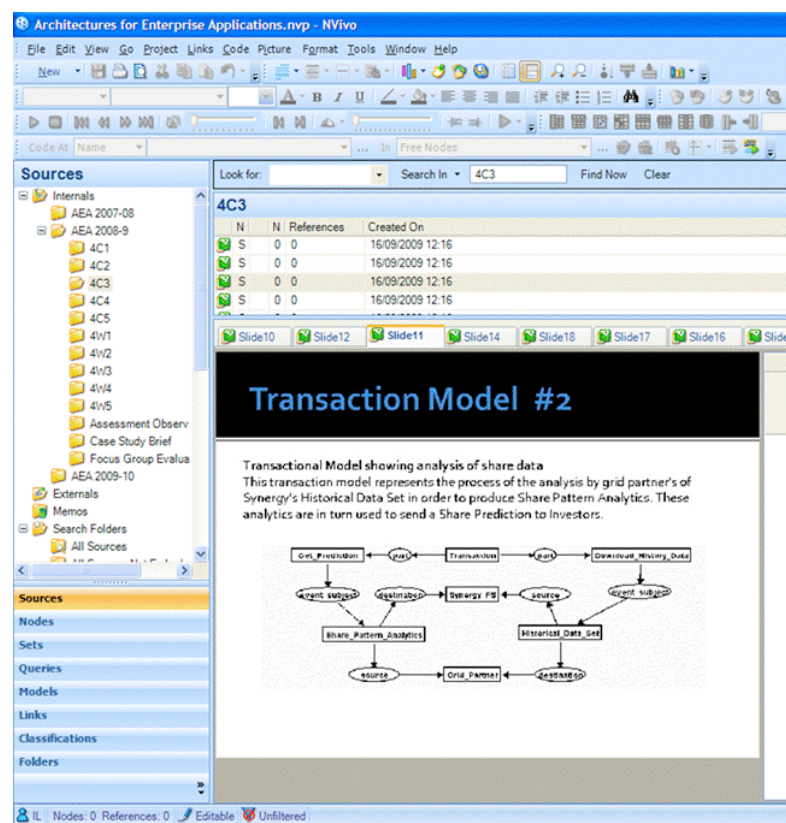 Architectures for Enterprise Applications.nvp - NVivo
File Edit View Go Project Links Code Picture Format Tools Window Help
New
B I U
Code At Name ... In Free Nodes ...
Sources
Internals
AEA 2007-08
AEA 2008-9
4C1
4C2
4C3
4C4
4C5
4W1
4W2
4W3
4W4
4W5
Assessment Observ
Case Study Brief
Focus Group Evalua
AEA 2009-10
Externals
Memos
Search Folders
All Sources
Sources
Nodes
Sets
Queries
Models
Links
Classifications
Folders
Look for: Search In 4C3 Find Now Clear
4C3
N N References Created On
S 0 0 16/09/2009 12:16
S 0 0 16/09/2009 12:16
S 0 0 16/09/2009 12:16
S 0 0 16/09/2009 12:16
Slide10 Slide12 Slide11 Slide14 Slide18 Slide17 Slide16 Slide
Transaction Model #2
Transactional Model showing analysis of share data
This transaction model represents the process of the analysis by grid partner's of
Synergy's Historical Data Set in order to produce Share Pattern Analytics. These
analytics are in turn used to send a Share Prediction to Investors.
Get_Prediction part Transaction part Download_History_Data
event subject destination Synergy FS source event subject
Share_Pattern_Analytics Historical_Data_Set
source Grid_Partner destination
IL Nodes: 0 References: 0 Editable Unfiltered